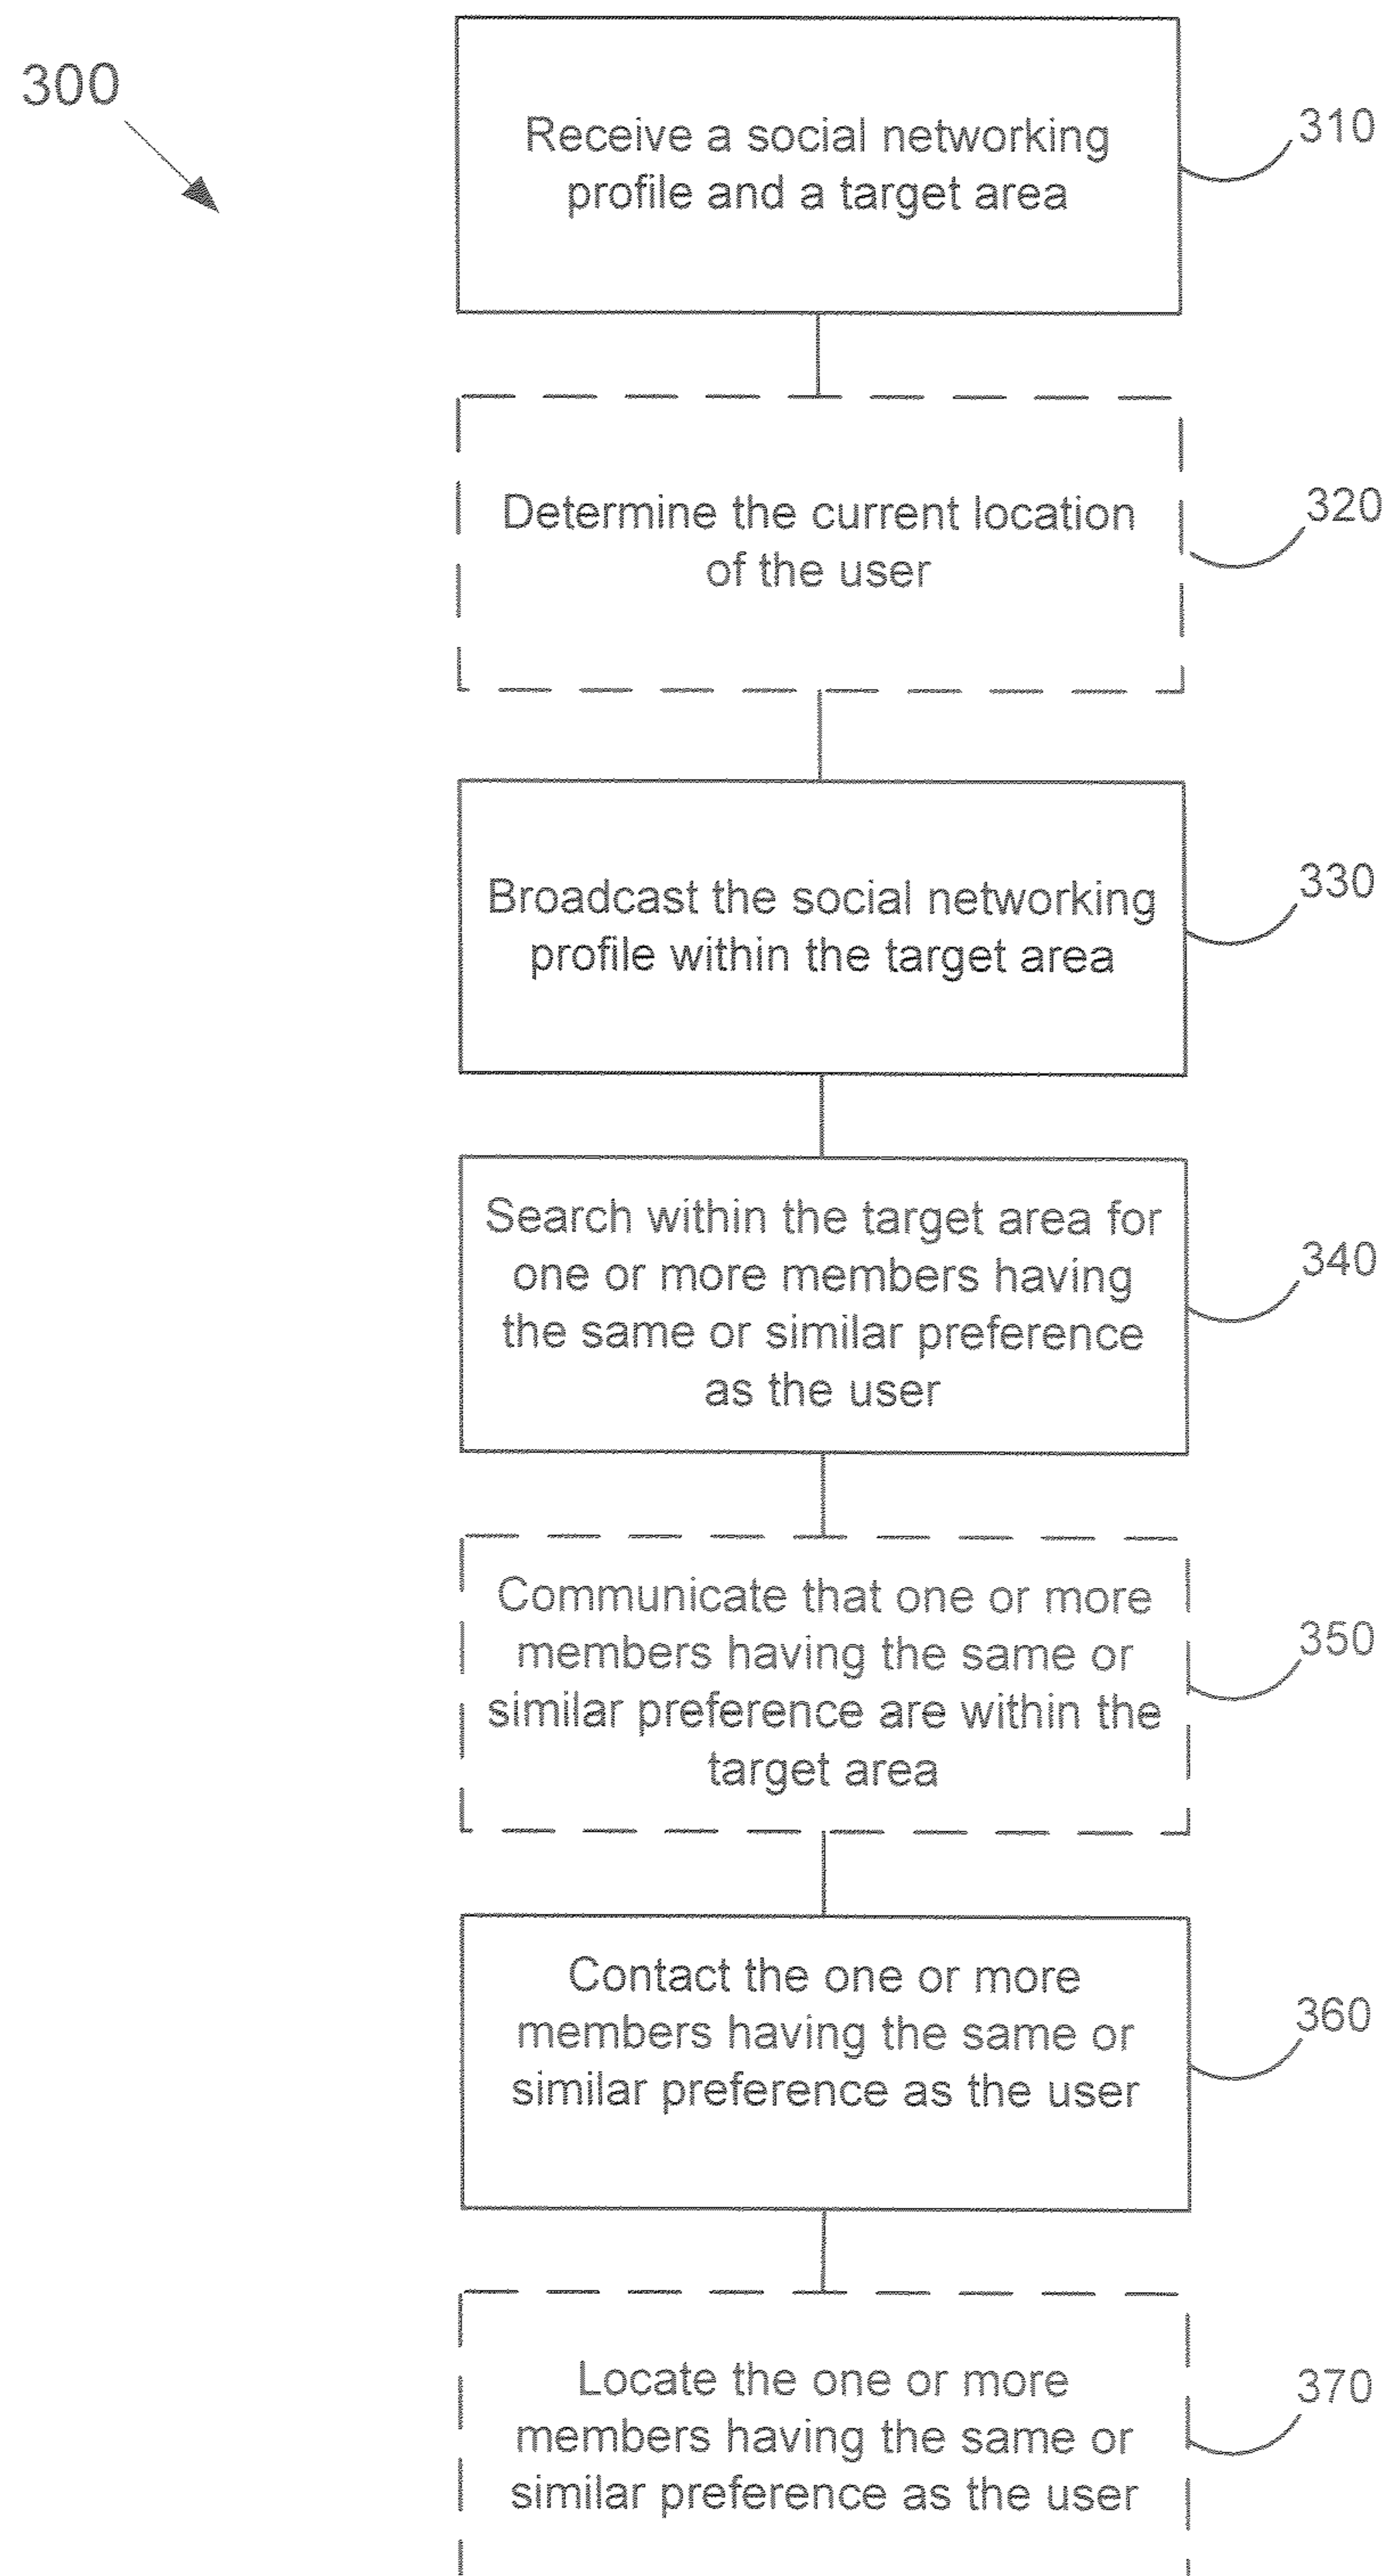 300
Receive a social networking
profile and a target area
310
Determine the current location
of the user
320
Broadcast the social networking
profile within the target area
330
Search within the target area for
one or more members having
the same or similar preference
as the user
340
Communicate that one or more
members having the same or
similar preference are within the
target area
350
Contact the one or more
members having the same or
similar preference as the user
360
Locate the one or more
members having the same or
similar preference as the user
370